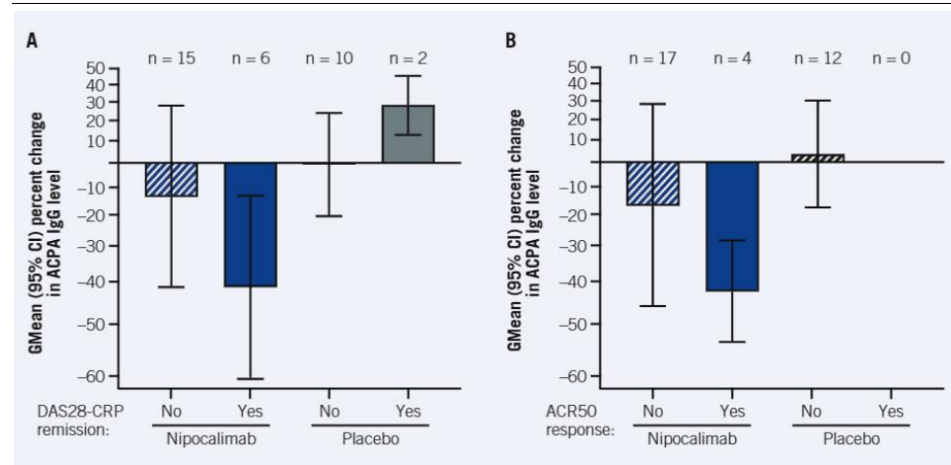 A
n = 15 n = 6 n = 10 n = 2
GMean (95% CI) percent change
in ACPA IgG level
50
40
30
20
10
–10
–20
–30
–40
–50
–60
DAS28-CRP
remission:
No Yes No Yes
Nipocalimab Placebo
B
n = 17 n = 4 n = 12 n = 0
GMean (95% CI) percent change
in ACPA IgG level
50
40
30
20
10
–10
–20
–30
–40
–50
–60
ACR50
response:
No Yes No Yes
Nipocalimab Placebo